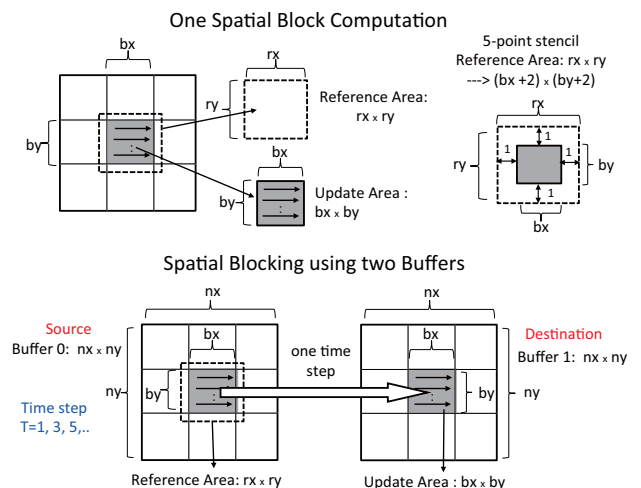 One Spatial Block Computation
bx
by
:
rx
ry
Reference Area:
rx x ry
bx
by
:
Update Area :
bx x by
5-point stencil
Reference Area: rx x ry
---> (bx +2) x (by+2)
rx
ry
1
1
1
1
by
bx
Spatial Blocking using two Buffers
nx
Source
Buffer 0: nx x ny
ny
bx
by
:
Time step
T=1, 3, 5,..
Reference Area: rx x ry
one time
step
nx
bx
by
:
ny
Destination
Buffer 1: nx x ny
Update Area : bx x by